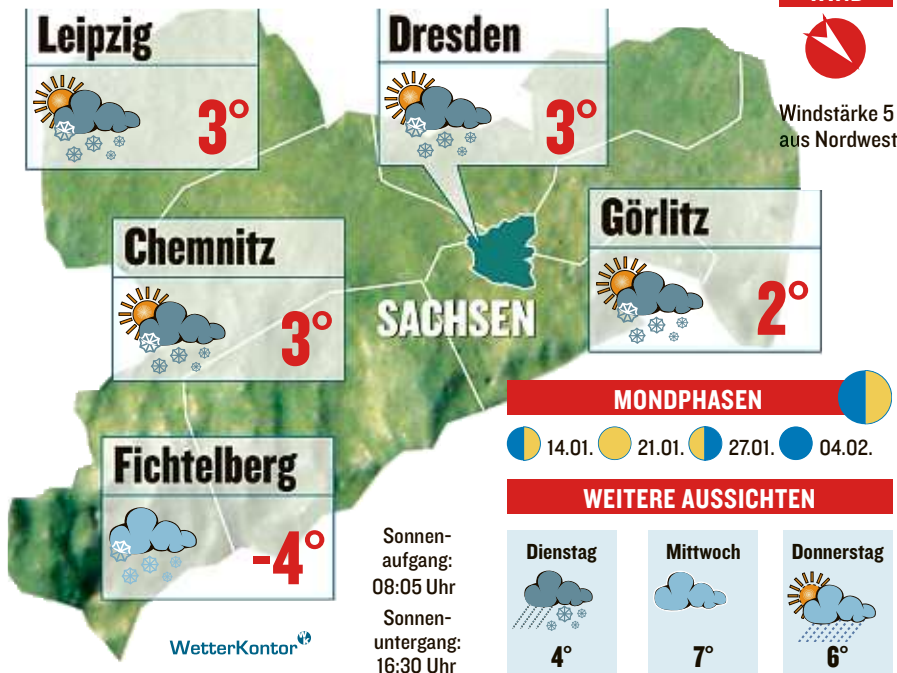 Leipzig
3°
Dresden
3°
Windstärke 5
aus Nordwest
Chemnitz
3°
Görlitz
2°
SACHSEN
Fichtelberg
-4°
MONDPHASEN
14.01. 21.01. 27.01. 04.02.
WEITERE AUSSICHTEN
Sonnen-
aufgang:
08:05 Uhr
Sonnen-
untergang:
16:30 Uhr
Dienstag
4°
Mittwoch
7°
Donnerstag
6°
WetterKontor